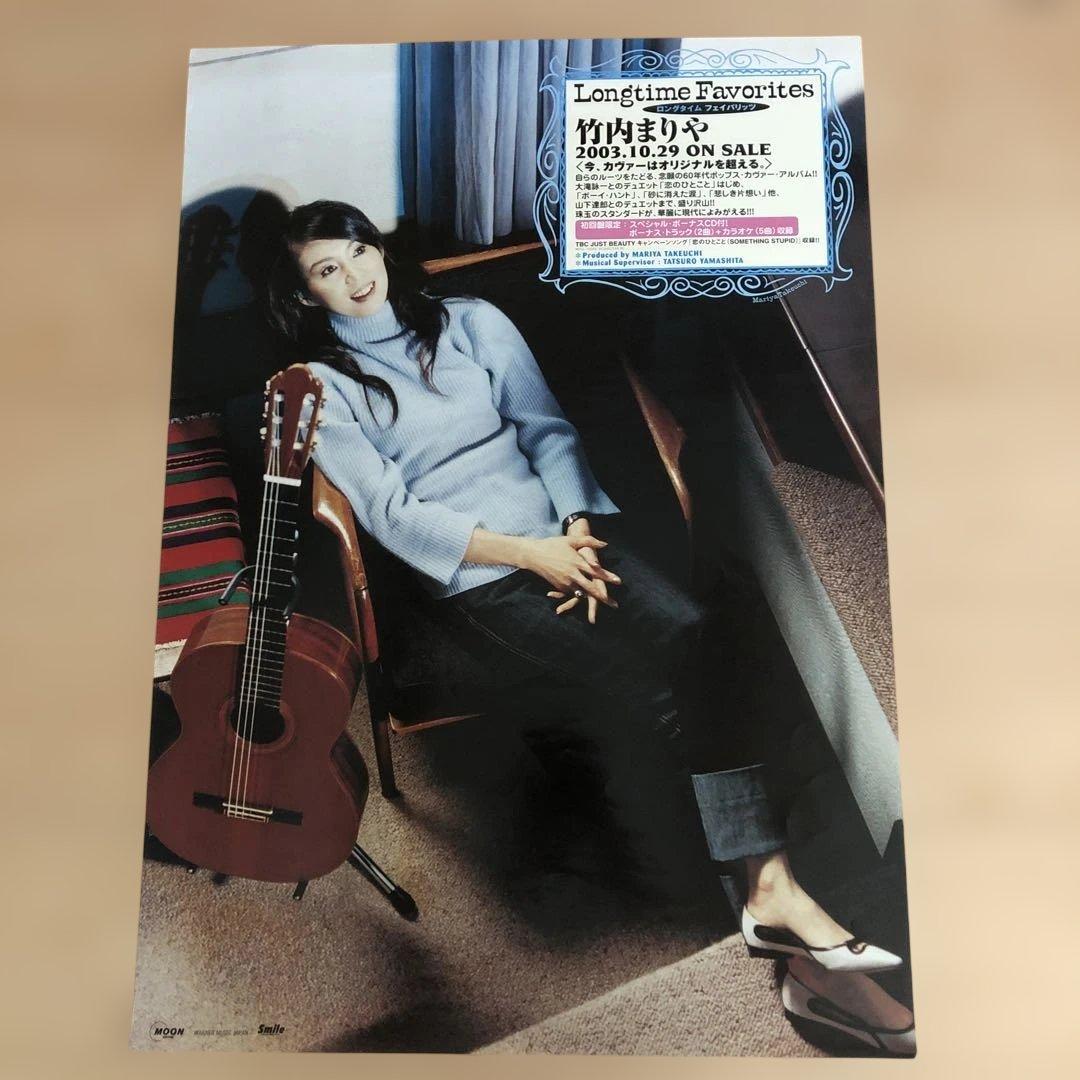 Longtime Favorites
ロングタイム フェイバリッツ
竹内まりや
2003.10.29 ON SALE
〈今、カヴァーはオリジナルを超える。〉
自らのルーツをたどる、念願の60年代ポップス・カヴァー・アルバム!!
大滝詠一とのデュエット「恋のひとこと」はじめ、
「ボーイ・ハント」、「砂に消えた涙」、「悲しき片想い」他、
山下達郎とのデュエットまで、盛り沢山!!
珠玉のスタンダードが、華麗に現代によみがえる!!!
初回盤限定：スペシャル・ボーナスCD付!
ボーナス・トラック(2曲)+カラオケ(5曲)収録
TBC JUST BEAUTY キャンペーンソング「恋のひとこと(SOMETHING STUPID)」収録!!
＊Produced by MARIYA TAKEUCHI
＊Musical Supervisor : TATSURO YAMASHITA
Mariya Takeuchi
MOON
WARNER MUSIC JAPAN
Smile